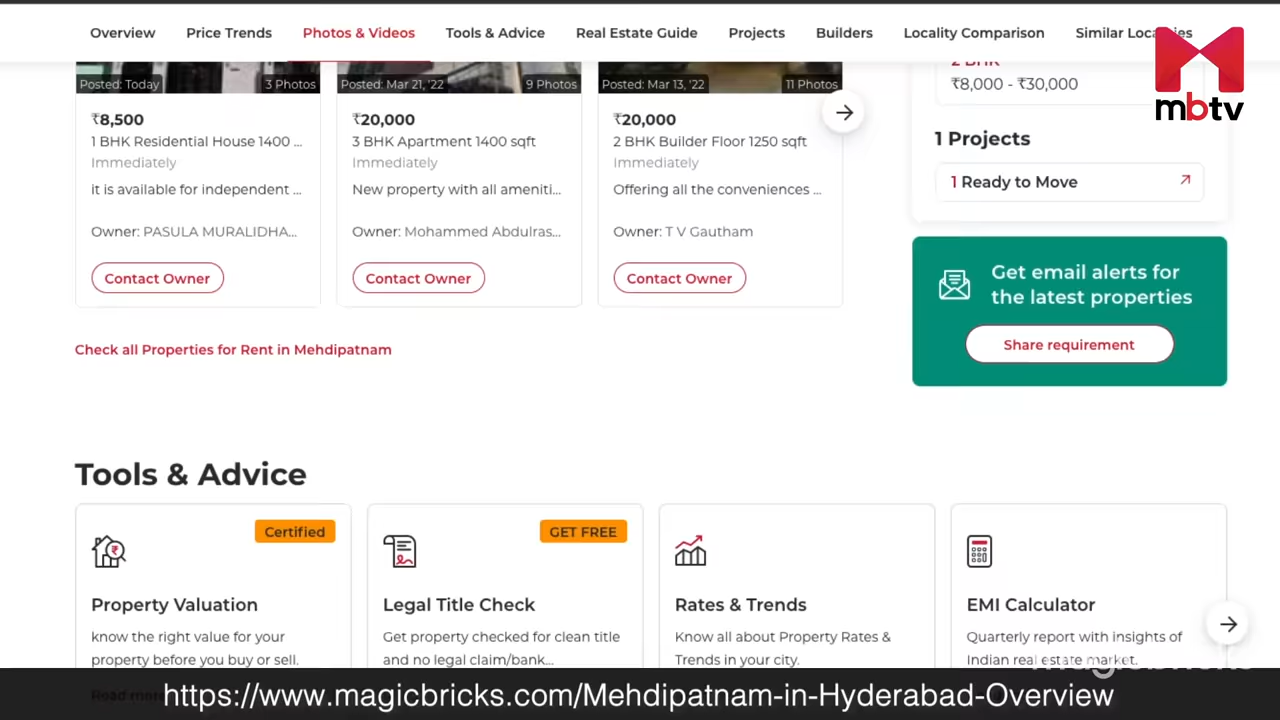 Overview Price Trends Photos & Videos Tools & Advice Real Estate Guide Projects Builders Locality Comparison Similar
mbtv
Posted: Today 3 Photos
₹8,500
1 BHK Residential House 1400 ...
Immediately
it is available for independent ...
Owner: PASULA MURALIDHA...
Contact Owner
Posted: Mar 21, '22 9 Photos
₹20,000
3 BHK Apartment 1400 sqft
Immediately
New property with all ameniti...
Owner: Mohammed Abdulras...
Contact Owner
Posted: Mar 13, '22 11 Photos
₹20,000
2 BHK Builder Floor 1250 sqft
Immediately
Offering all the conveniences ...
Owner: T V Gautham
Contact Owner
Check all Properties for Rent in Mehdipatnam
2 BHK
₹8,000 - ₹30,000
1 Projects
1 Ready to Move
Get email alerts for
the latest properties
Share requirement
Tools & Advice
Certified
Property Valuation
know the right value for your
property before you buy or sell.
GET FREE
Legal Title Check
Get property checked for clean title
and no legal claim/bank...
Rates & Trends
Know all about Property Rates &
Trends in your city.
EMI Calculator
Quarterly report with insights of
Indian real estate market.
magicbricks
https://www.magicbricks.com/Mehdipatnam-in-Hyderabad-Overview